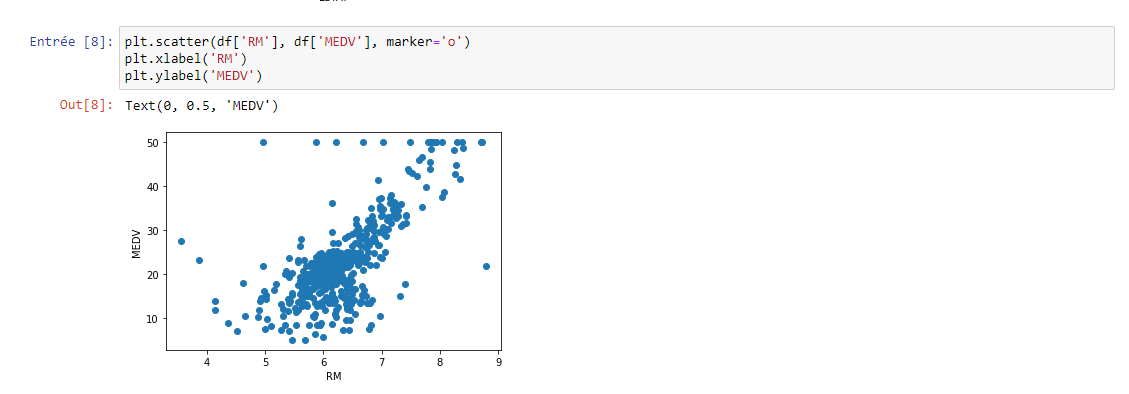 Entrée [8]: plt.scatter(df['RM'], df['MEDV'], marker='o')
plt.xlabel('RM')
plt.ylabel('MEDV')
Out[8]: Text(0, 0.5, 'MEDV')
50
40
30
20
10
MEDV
4 5 6 7 8 9
RM